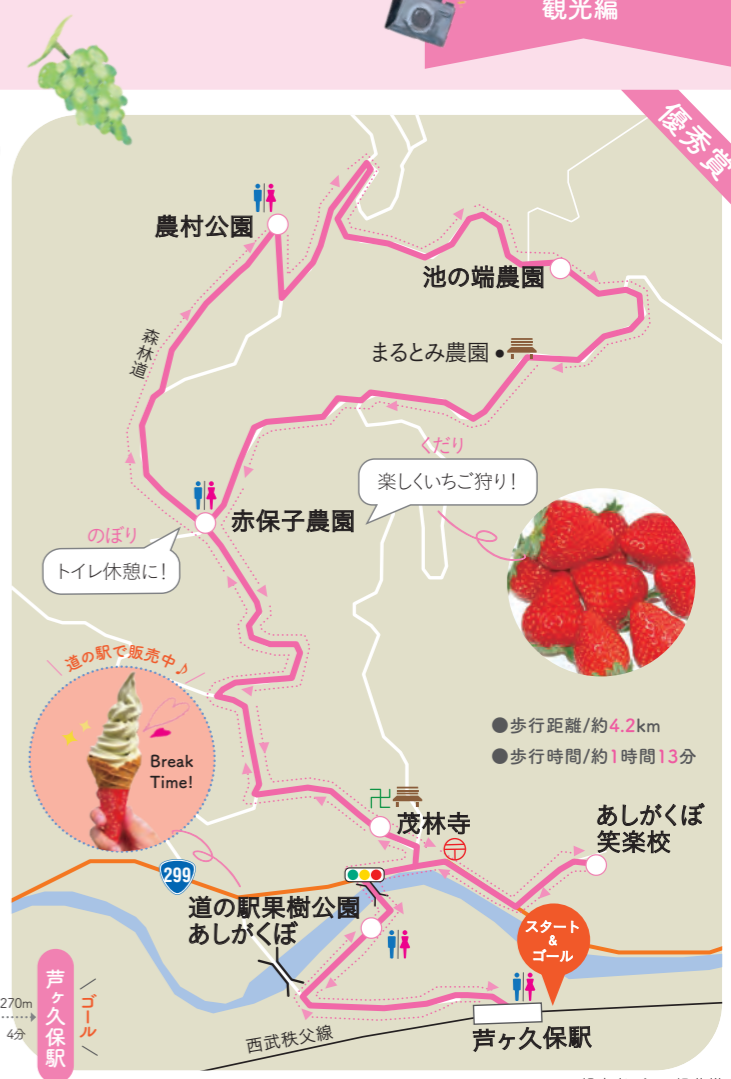 観光編
優秀賞
農村公園
池の端農園
森林道
まるとみ農園
くだり
楽しくいちご狩り!
赤保子農園
のぼり
トイレ休憩に!
道の駅で販売中♪
Break
Time!
●歩行距離/約4.2km
●歩行時間/約1時間13分
卍
茂林寺
〒
あしがくぼ
笑楽校
299
道の駅果樹公園
あしがくぼ
スタート
&
ゴール
270m
4分
芦ヶ久保駅
ゴール
西武秩父線
芦ヶ久保駅